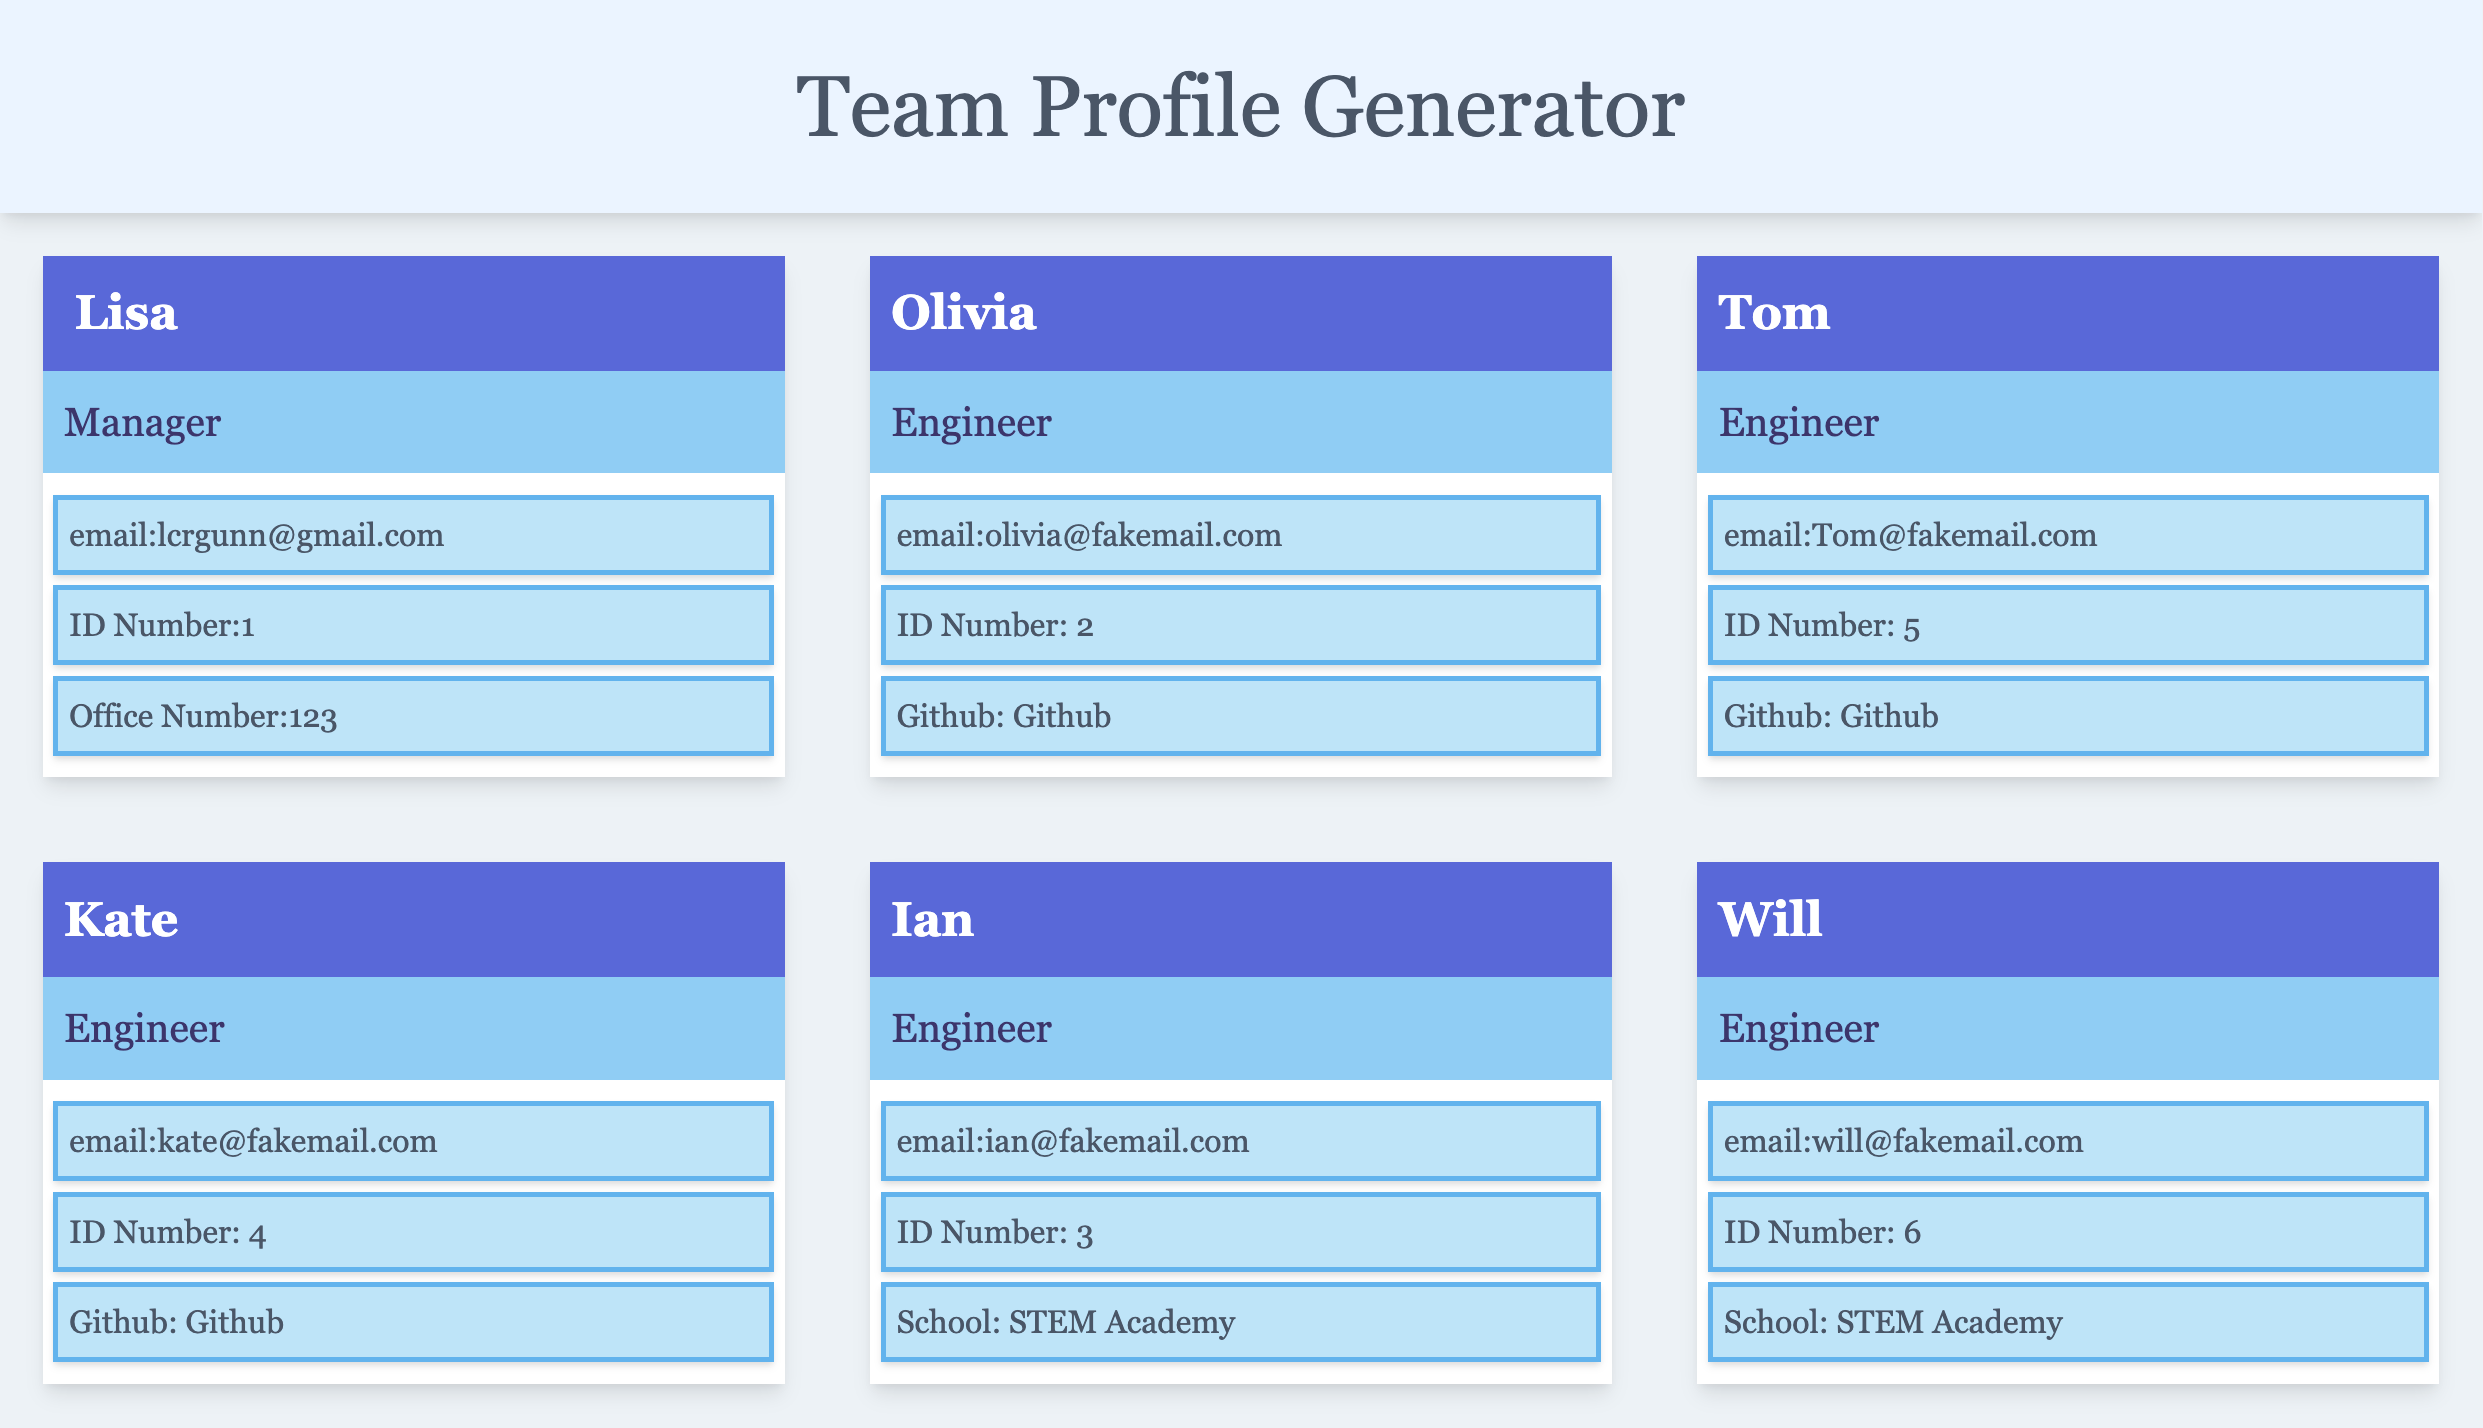 Team Profile Generator
Lisa
Manager
email:lcrgunn@gmail.com
ID Number:1
Office Number:123
Olivia
Engineer
email:olivia@fakemail.com
ID Number: 2
Github: Github
Tom
Engineer
email:Tom@fakemail.com
ID Number: 5
Github: Github
Kate
Engineer
email:kate@fakemail.com
ID Number: 4
Github: Github
Ian
Engineer
email:ian@fakemail.com
ID Number: 3
School: STEM Academy
Will
Engineer
email:will@fakemail.com
ID Number: 6
School: STEM Academy